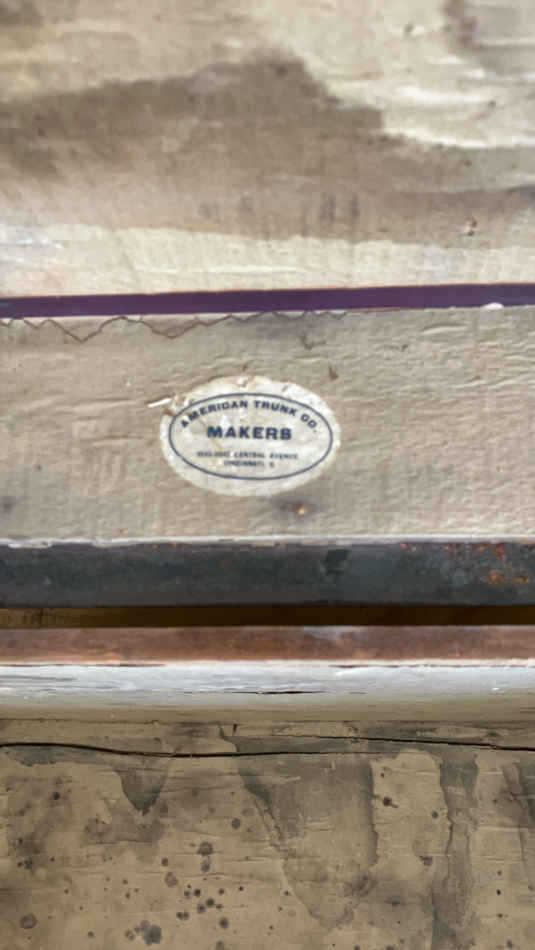 AMERICAN TRUNK CO.
MAKERS
CENTRAL AVENUE
CINCINNATI, O.